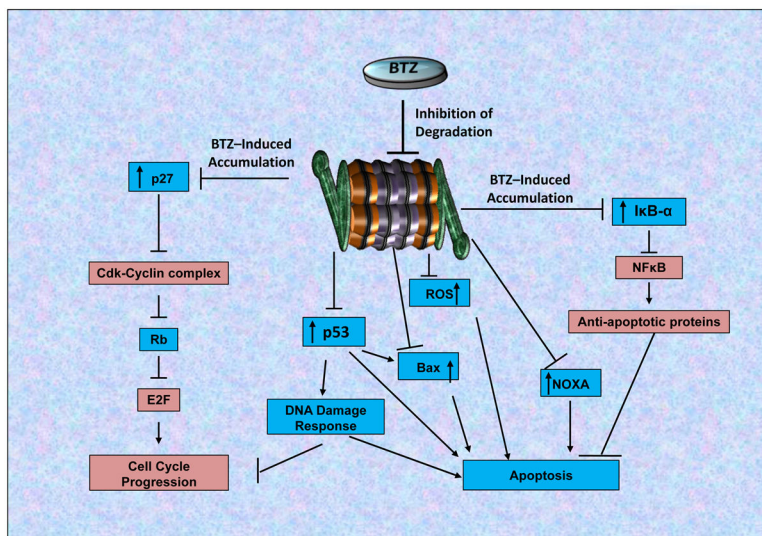 BTZ
Inhibition of
Degradation
BTZ–Induced
Accumulation
p27
BTZ–Induced
Accumulation
IκB-α
Cdk-Cyclin complex
NFκB
ROS
Anti-apoptotic proteins
p53
Rb
Bax
NOXA
E2F
DNA Damage
Response
Cell Cycle
Progression
Apoptosis